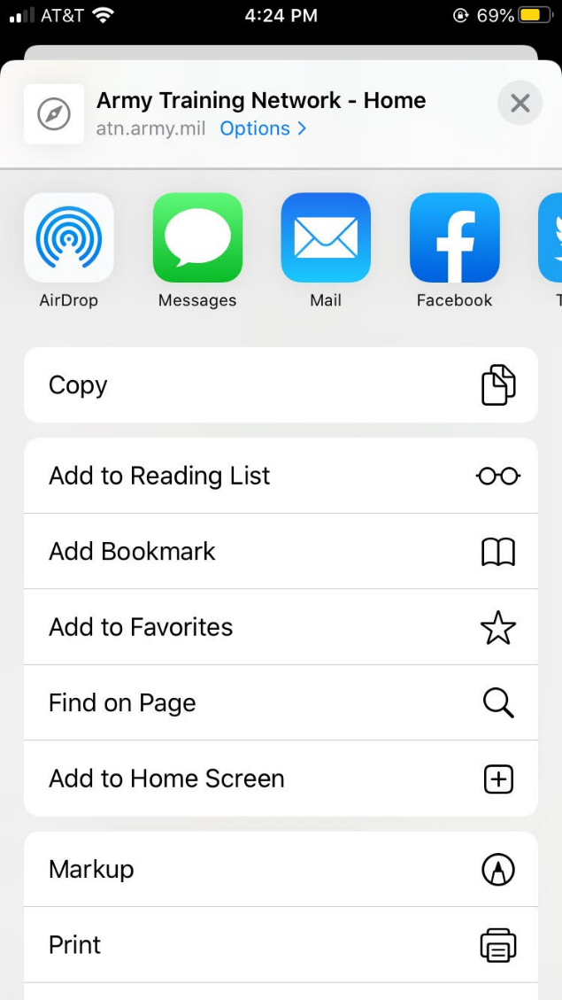 AT&T 4:24 PM 69%
Army Training Network - Home
atn.army.mil Options >
AirDrop Messages Mail Facebook
Copy
Add to Reading List
Add Bookmark
Add to Favorites
Find on Page
Add to Home Screen
Markup
Print